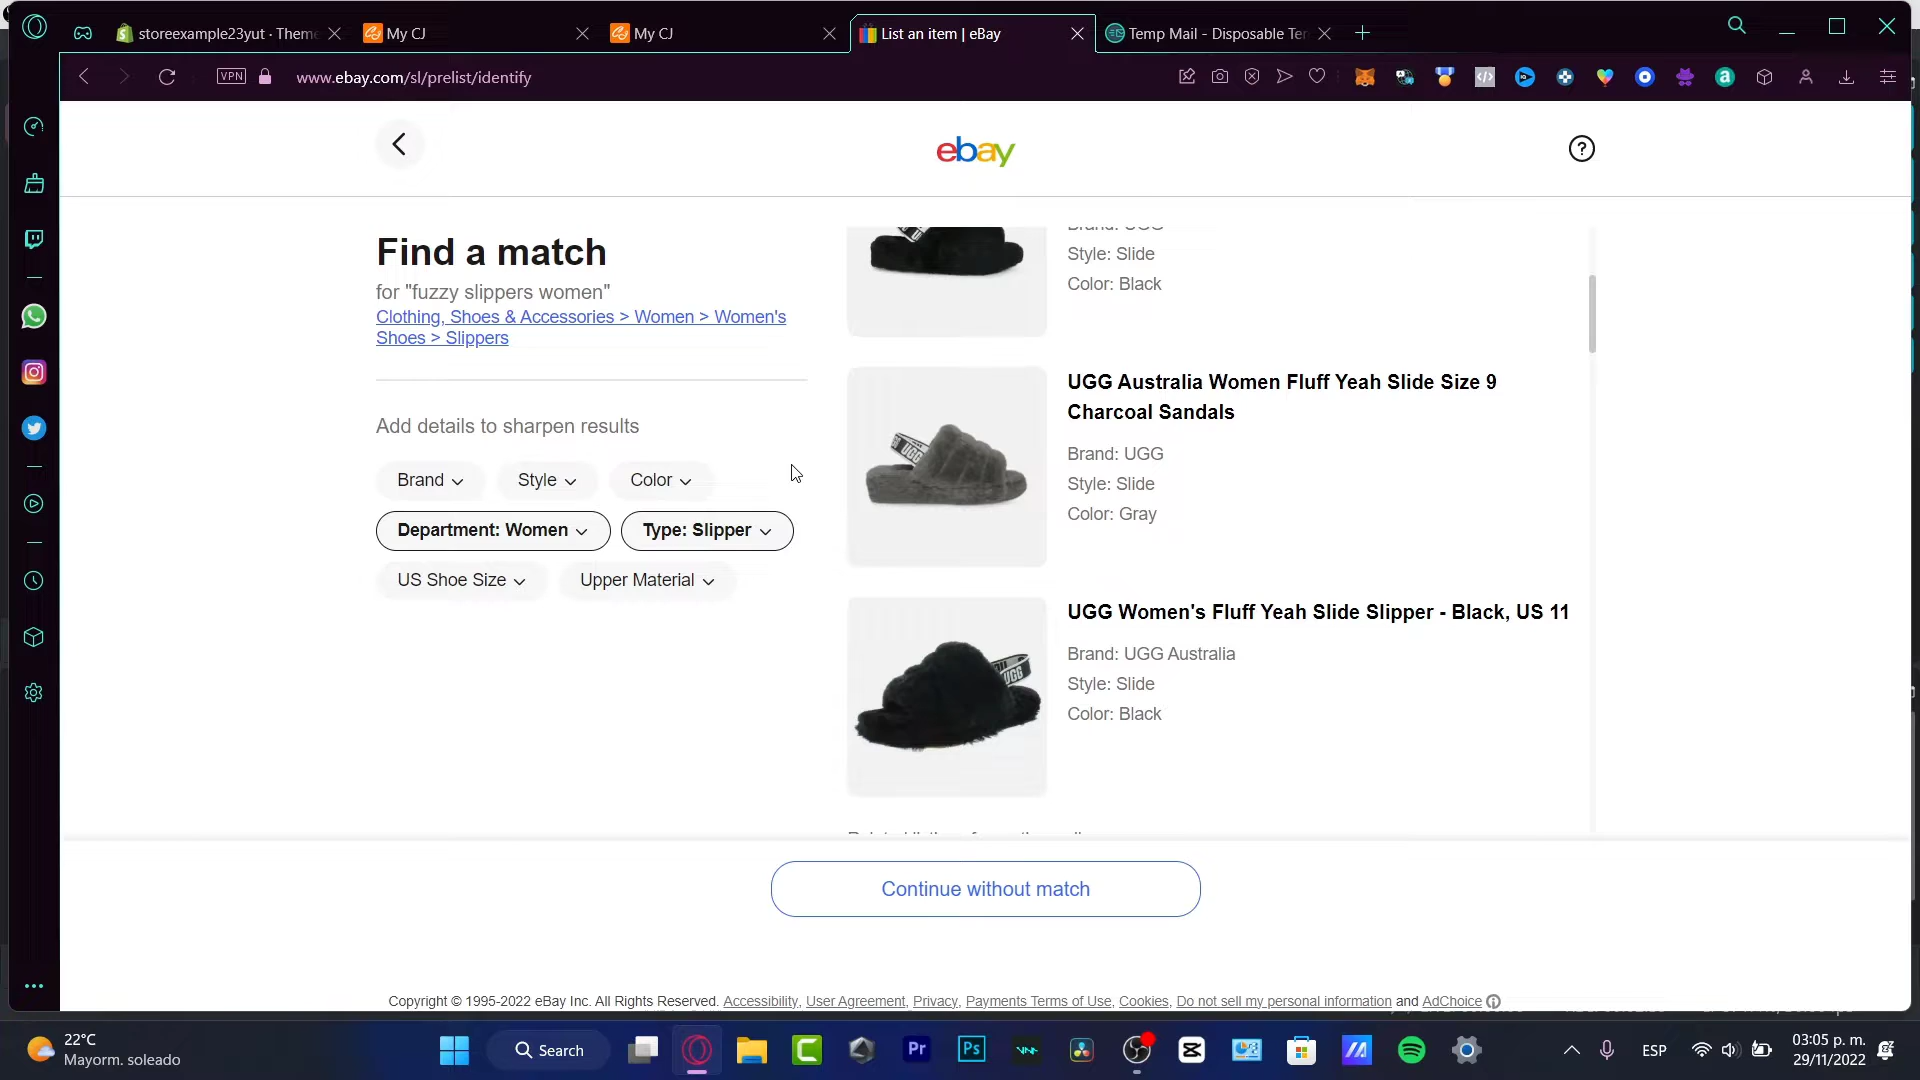 storeexample23yut · Theme
My CJ
My CJ
List an item | eBay
Temp Mail - Disposable Ter
VPN
www.ebay.com/sl/prelist/identify
ebay
Find a match
for "fuzzy slippers women"
Clothing, Shoes & Accessories > Women > Women's
Shoes > Slippers
Add details to sharpen results
Brand
Style
Color
Department: Women
Type: Slipper
US Shoe Size
Upper Material
Brand: UGG
Style: Slide
Color: Black
UGG Australia Women Fluff Yeah Slide Size 9
Charcoal Sandals
Brand: UGG
Style: Slide
Color: Gray
UGG Women's Fluff Yeah Slide Slipper - Black, US 11
Brand: UGG Australia
Style: Slide
Color: Black
Continue without match
Copyright © 1995-2022 eBay Inc. All Rights Reserved. Accessibility, User Agreement, Privacy, Payments Terms of Use, Cookies, Do not sell my personal information and AdChoice
22°C
Mayorm. soleado
Search
Pr
Ps
ESP
03:05 p. m.
29/11/2022